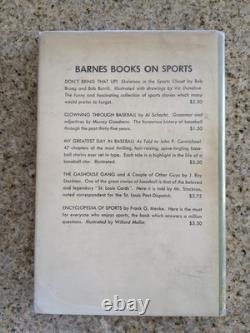 BARNES BOOKS ON SPORTS
DON'T BRING THAT UP! Skeletons in the Sports Closet by Bob
Broeg and Bob Burrill. Illustrated with drawings by Vic Donahue.
The funny and fascinating collection of sports stories which many
would prefer to forget. $2.50
CLOWNING THROUGH BASEBALL by Al Schacht. Grammar and
adjectives by Murray Goodman. The humorous history of baseball
through the past thirty-five years. $1.50
MY GREATEST DAY IN BASEBALL As Told to John P. Carmichael.
47 chapters of the most thrilling, hair-raising, spine-tingling base-
ball stories ever set in type. Each tale is a highlight in the life of a
baseball star. Illustrated. $3.50
THE GASHOUSE GANG and A Couple of Other Guys by J. Roy
Stockton. One of the great stories of baseball is that of the beloved
and legendary "St. Louis Cards". Here it is told by Mr. Stockton,
noted correspondent for the St. Louis Post-Dispatch. $2.75
ENCYCLOPEDIA OF SPORTS by Frank G. Menke. Here is the must
for everyone who enjoys sports, the book which answers a million
questions. Illustrated by Willard Mullin. $3.50
123RF.COM